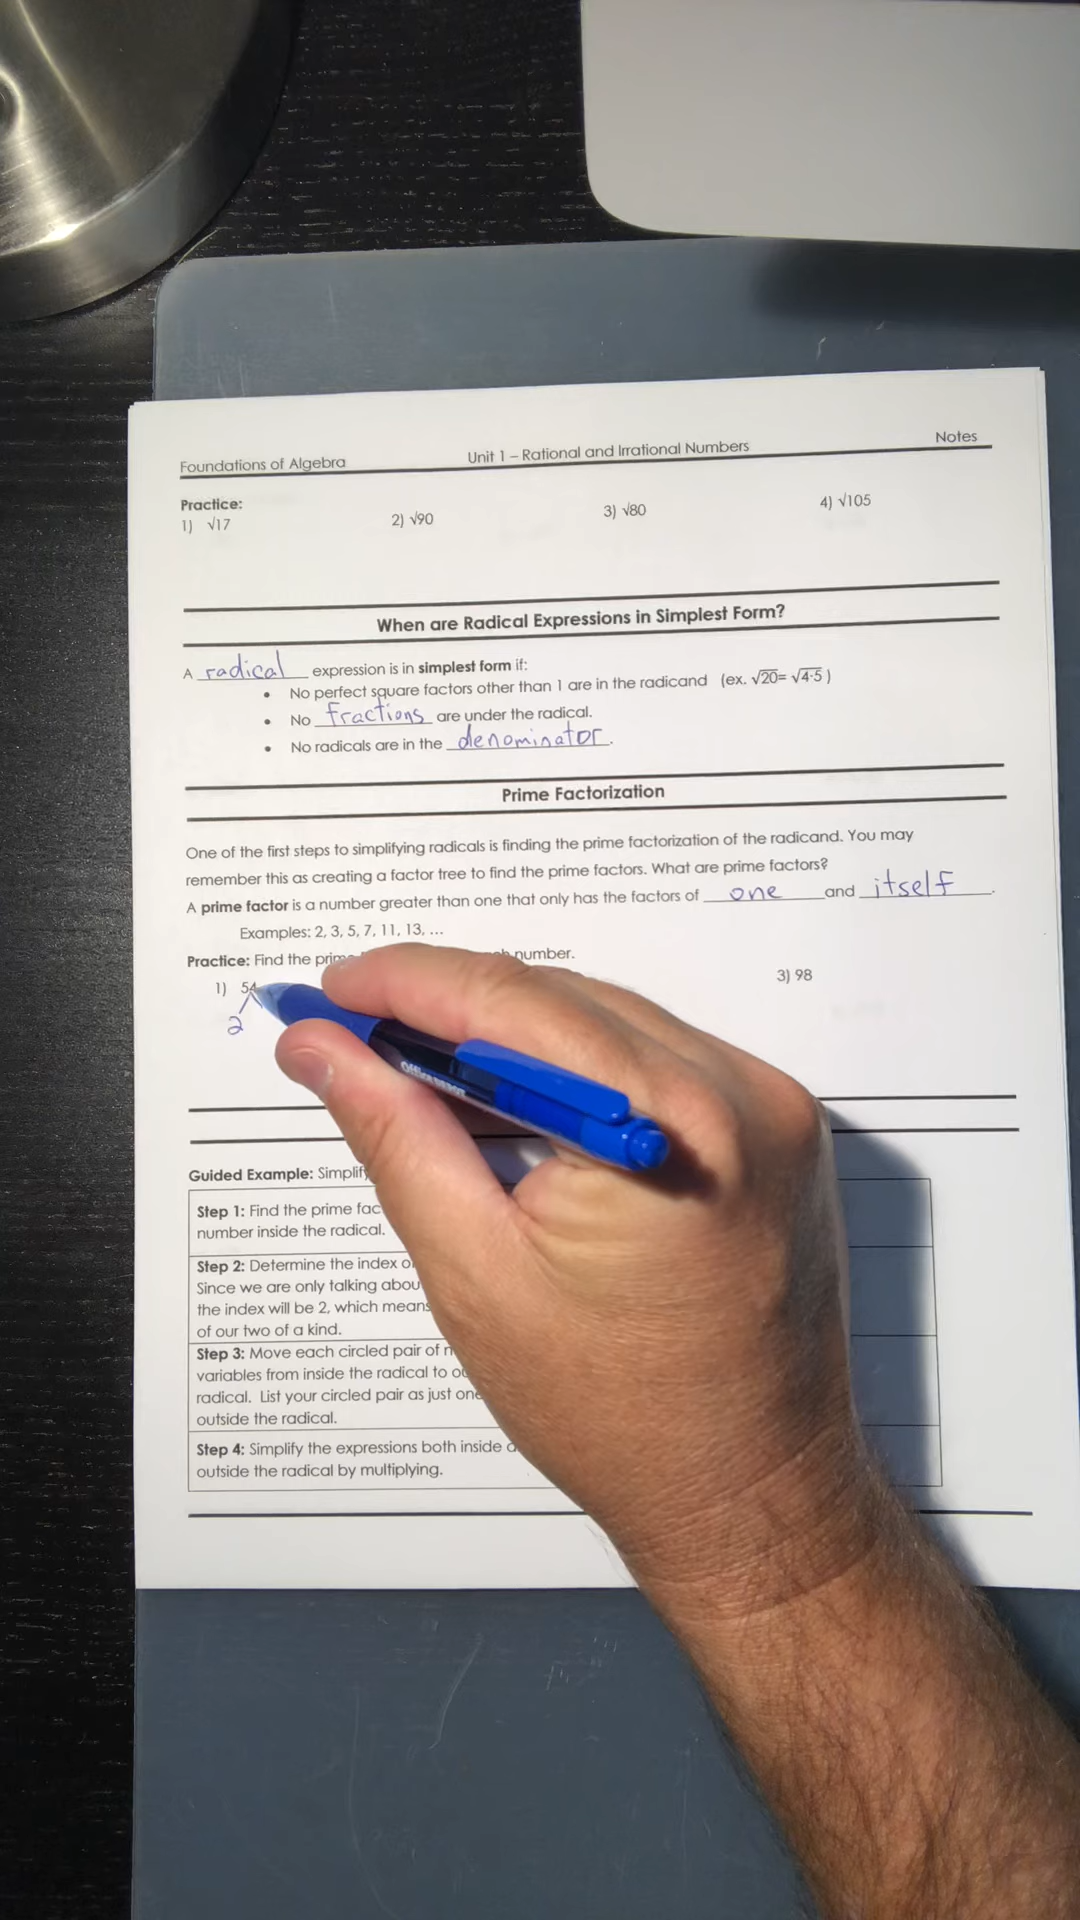 Foundations of Algebra Unit 1 – Rational and Irrational Numbers Notes
Practice:
1) √17 2) √90 3) √80 4) √105
When are Radical Expressions in Simplest Form?
A radical expression is in simplest form if:
• No perfect square factors other than 1 are in the radicand (ex. √20= √4·5 )
• No fractions are under the radical.
• No radicals are in the denominator.
Prime Factorization
One of the first steps to simplifying radicals is finding the prime factorization of the radicand. You may
remember this as creating a factor tree to find the prime factors. What are prime factors?
A prime factor is a number greater than one that only has the factors of one and itself.
Examples: 2, 3, 5, 7, 11, 13, ...
Practice: Find the number.
1) 54 3) 98
2
Guided Example:
Step 1: Find the prime
number inside the radical.
Step 2: Determine the index
Since we are only talking
the index will be 2, which means
of our two of a kind.
Step 3: Move each circled pair of
variables from inside the radical to
radical. List your circled pair as just
outside the radical.
Step 4: Simplify the expressions both inside
outside the radical by multiplying.